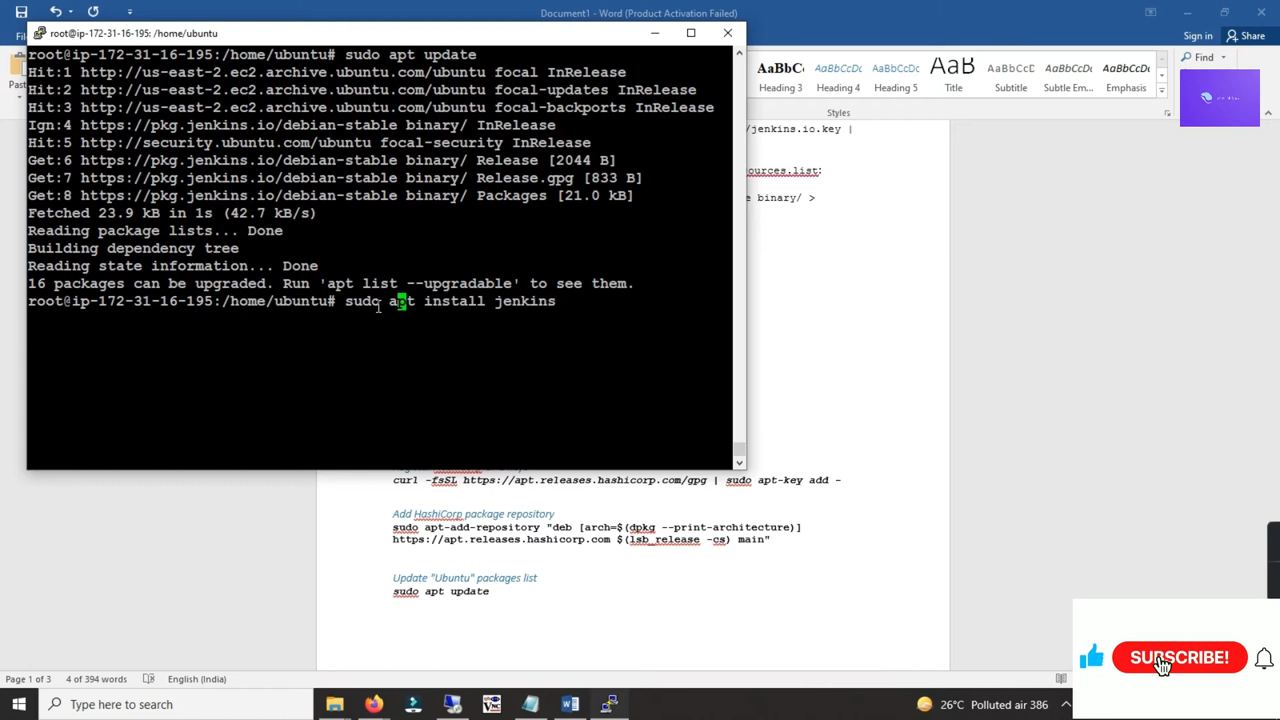 Document1 - Word (Product Activation Failed)
Sign in
Share
Find
root@ip-172-31-16-195: /home/ubuntu
AaBbCcDc AaBbCcDc AaBbCcDc AaB AaBbCcD AaBbCcDc
Heading 3 Heading 4 Heading 5 Title Subtitle Emphasis
Subtle Em...
Styles
root@ip-172-31-16-195:/home/ubuntu# sudo apt update
Hit:1 http://us-east-2.ec2.archive.ubuntu.com/ubuntu focal InRelease
Hit:2 http://us-east-2.ec2.archive.ubuntu.com/ubuntu focal-updates InRelease
Hit:3 http://us-east-2.ec2.archive.ubuntu.com/ubuntu focal-backports InRelease
Ign:4 https://pkg.jenkins.io/debian-stable binary/ InRelease
Hit:5 http://security.ubuntu.com/ubuntu focal-security InRelease
Get:6 https://pkg.jenkins.io/debian-stable binary/ Release [2044 B]
Get:7 https://pkg.jenkins.io/debian-stable binary/ Release.gpg [833 B]
Get:8 https://pkg.jenkins.io/debian-stable binary/ Packages [21.0 kB]
Fetched 23.9 kB in 1s (42.7 kB/s)
Reading package lists... Done
Building dependency tree
Reading state information... Done
16 packages can be upgraded. Run 'apt list --upgradable' to see them.
root@ip-172-31-16-195:/home/ubuntu# sudo apt install jenkins
/jenkins.io.key |
ources.list:
e binary/ >
curl -fsSL https://apt.releases.hashicorp.com/gpg | sudo apt-key add -
Add HashiCorp package repository
sudo apt-add-repository "deb [arch=$(dpkg --print-architecture)]
https://apt.releases.hashicorp.com $(lsb_release -cs) main"
Update "Ubuntu" packages list
sudo apt update
SUBSCRIBE!
Page 1 of 3 4 of 394 words English (India)
Type here to search
26°C Polluted air 386